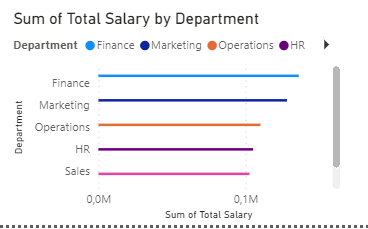 Sum of Total Salary by Department
Department Finance Marketing Operations HR
Department
Finance
Marketing
Operations
HR
Sales
0,0M 0,1M
Sum of Total Salary